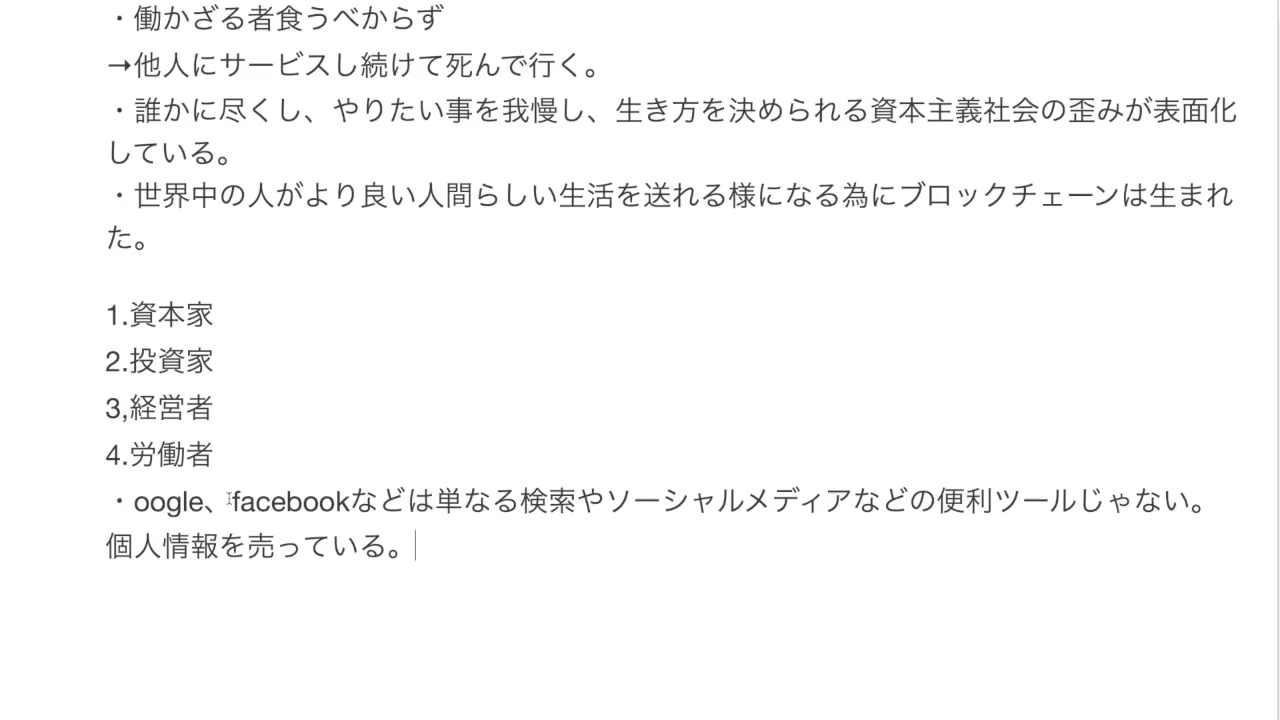 ・働かざる者食うべからず
→他人にサービスし続けて死んで行く。
・誰かに尽くし、やりたい事を我慢し、生き方を決められる資本主義社会の歪みが表面化
している。
・世界中の人がより良い人間らしい生活を送れる様になる為にブロックチェーンは生まれ
た。
1.資本家
2.投資家
3,経営者
4.労働者
・oogle、facebookなどは単なる検索やソーシャルメディアなどの便利ツールじゃない。
個人情報を売っている。